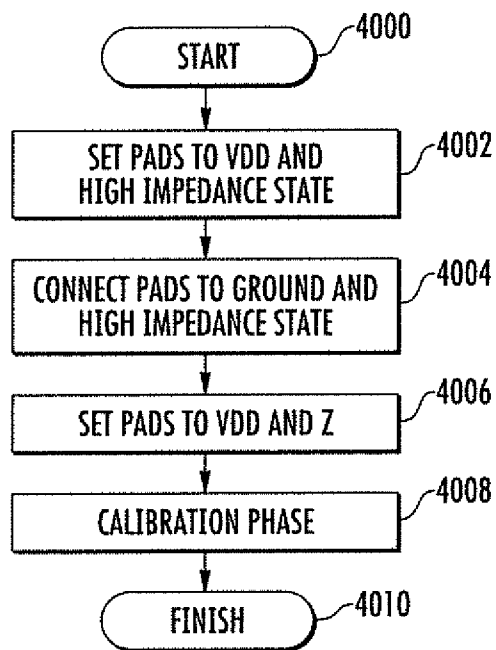 START
4000
SET PADS TO VDD AND
HIGH IMPEDANCE STATE
4002
CONNECT PADS TO GROUND AND
HIGH IMPEDANCE STATE
4004
SET PADS TO VDD AND Z
4006
CALIBRATION PHASE
4008
FINISH
4010